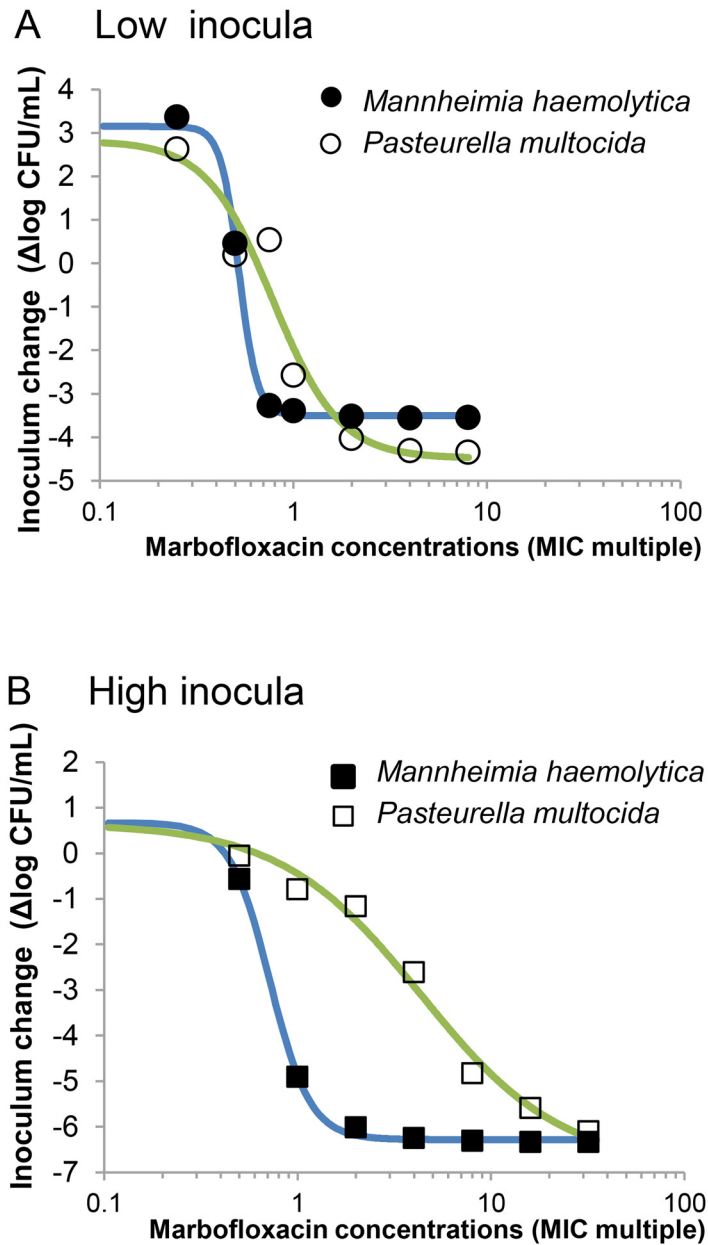 A Low inocula
Mannheimia haemolytica
Pasteurella multocida
Inoculum change (Δlog CFU/mL)
4
3
2
1
0
-1
-2
-3
-4
-5
0.1 1 10 100
Marbofloxacin concentrations (MIC multiple)
B High inocula
Mannheimia haemolytica
Pasteurella multocida
Inoculum change (Δlog CFU/mL)
2
1
0
-1
-2
-3
-4
-5
-6
-7
0.1 1 10 100
Marbofloxacin concentrations (MIC multiple)